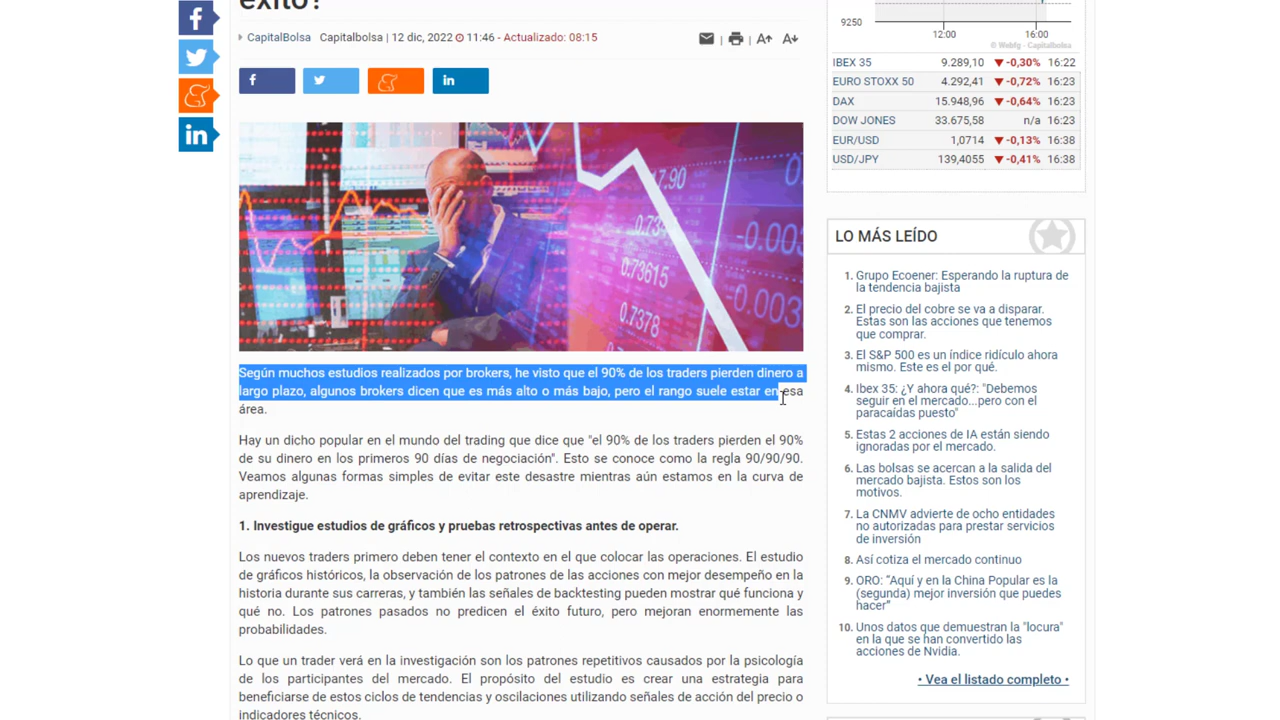 éxito?
CapitalBolsa Capitalbolsa | 12 dic, 2022 11:46 - Actualizado: 08:15
A A
f
in
f
in
17.90
0.734
0.73615
0.7378
-0.003
-0.0
Según muchos estudios realizados por brokers, he visto que el 90% de los traders pierden dinero a
largo plazo, algunos brokers dicen que es más alto o más bajo, pero el rango suele estar en esa
área.
Hay un dicho popular en el mundo del trading que dice que "el 90% de los traders pierden el 90%
de su dinero en los primeros 90 días de negociación". Esto se conoce como la regla 90/90/90.
Veamos algunas formas simples de evitar este desastre mientras aún estamos en la curva de
aprendizaje.
1. Investigue estudios de gráficos y pruebas retrospectivas antes de operar.
Los nuevos traders primero deben tener el contexto en el que colocar las operaciones. El estudio
de gráficos históricos, la observación de los patrones de las acciones con mejor desempeño en la
historia durante sus carreras, y también las señales de backtesting pueden mostrar qué funciona y
qué no. Los patrones pasados no predicen el éxito futuro, pero mejoran enormemente las
probabilidades.
Lo que un trader verá en la investigación son los patrones repetitivos causados por la psicología
de los participantes del mercado. El propósito del estudio es crear una estrategia para
beneficiarse de estos ciclos de tendencias y oscilaciones utilizando señales de acción del precio o
indicadores técnicos.
9250
12:00 16:00
© Webfg - Capitalbolsa
IBEX 35 9.289,10 -0,30% 16:22
EURO STOXX 50 4.292,41 -0,72% 16:23
DAX 15.948,96 -0,64% 16:23
DOW JONES 33.675,58 n/a 16:23
EUR/USD 1,0714 -0,13% 16:38
USD/JPY 139,4055 -0,41% 16:38
LO MÁS LEÍDO
1. Grupo Ecoener: Esperando la ruptura de
la tendencia bajista
2. El precio del cobre se va a disparar.
Estas son las acciones que tenemos
que comprar.
3. El S&P 500 es un índice ridículo ahora
mismo. Este es el por qué.
4. Ibex 35: ¿Y ahora qué?: "Debemos
seguir en el mercado...pero con el
paracaídas puesto"
5. Estas 2 acciones de IA están siendo
ignoradas por el mercado.
6. Las bolsas se acercan a la salida del
mercado bajista. Estos son los
motivos.
7. La CNMV advierte de ocho entidades
no autorizadas para prestar servicios
de inversión
8. Así cotiza el mercado continuo
9. ORO: “Aquí y en la China Popular es la
(segunda) mejor inversión que puedes
hacer”
10. Unos datos que demuestran la "locura"
en la que se han convertido las
acciones de Nvidia.
• Vea el listado completo •